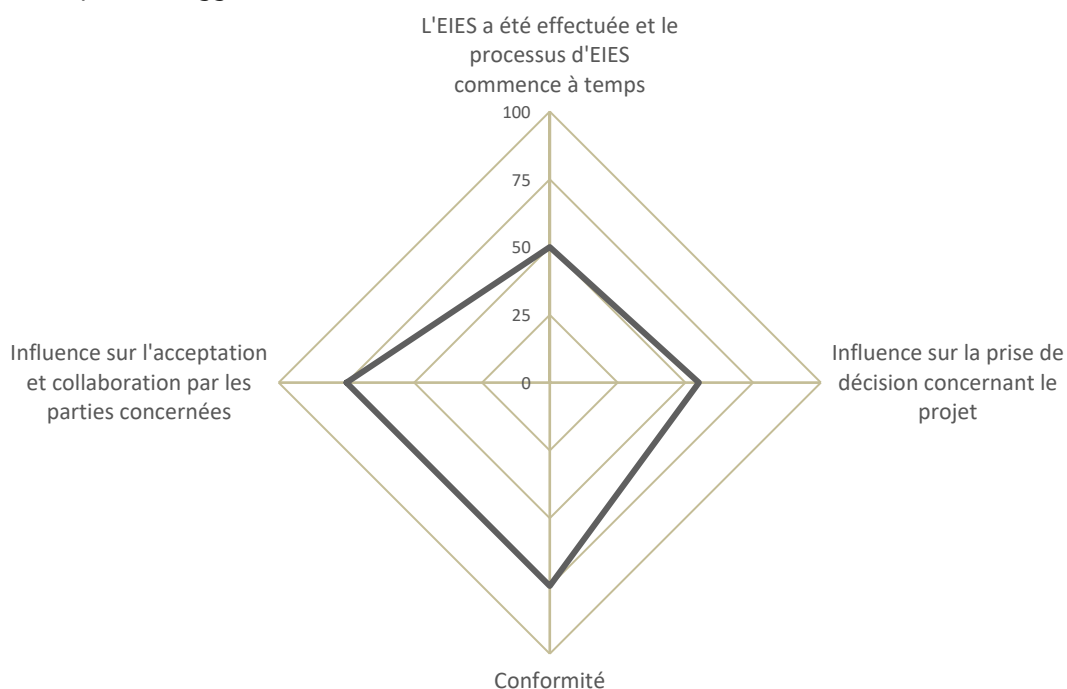 L'EIES a été effectuée et le
processus d'EIES
commence à temps
100
75
50
25
0
Influence sur l'acceptation
et collaboration par les
parties concernées
Influence sur la prise de
décision concernant le
projet
Conformité